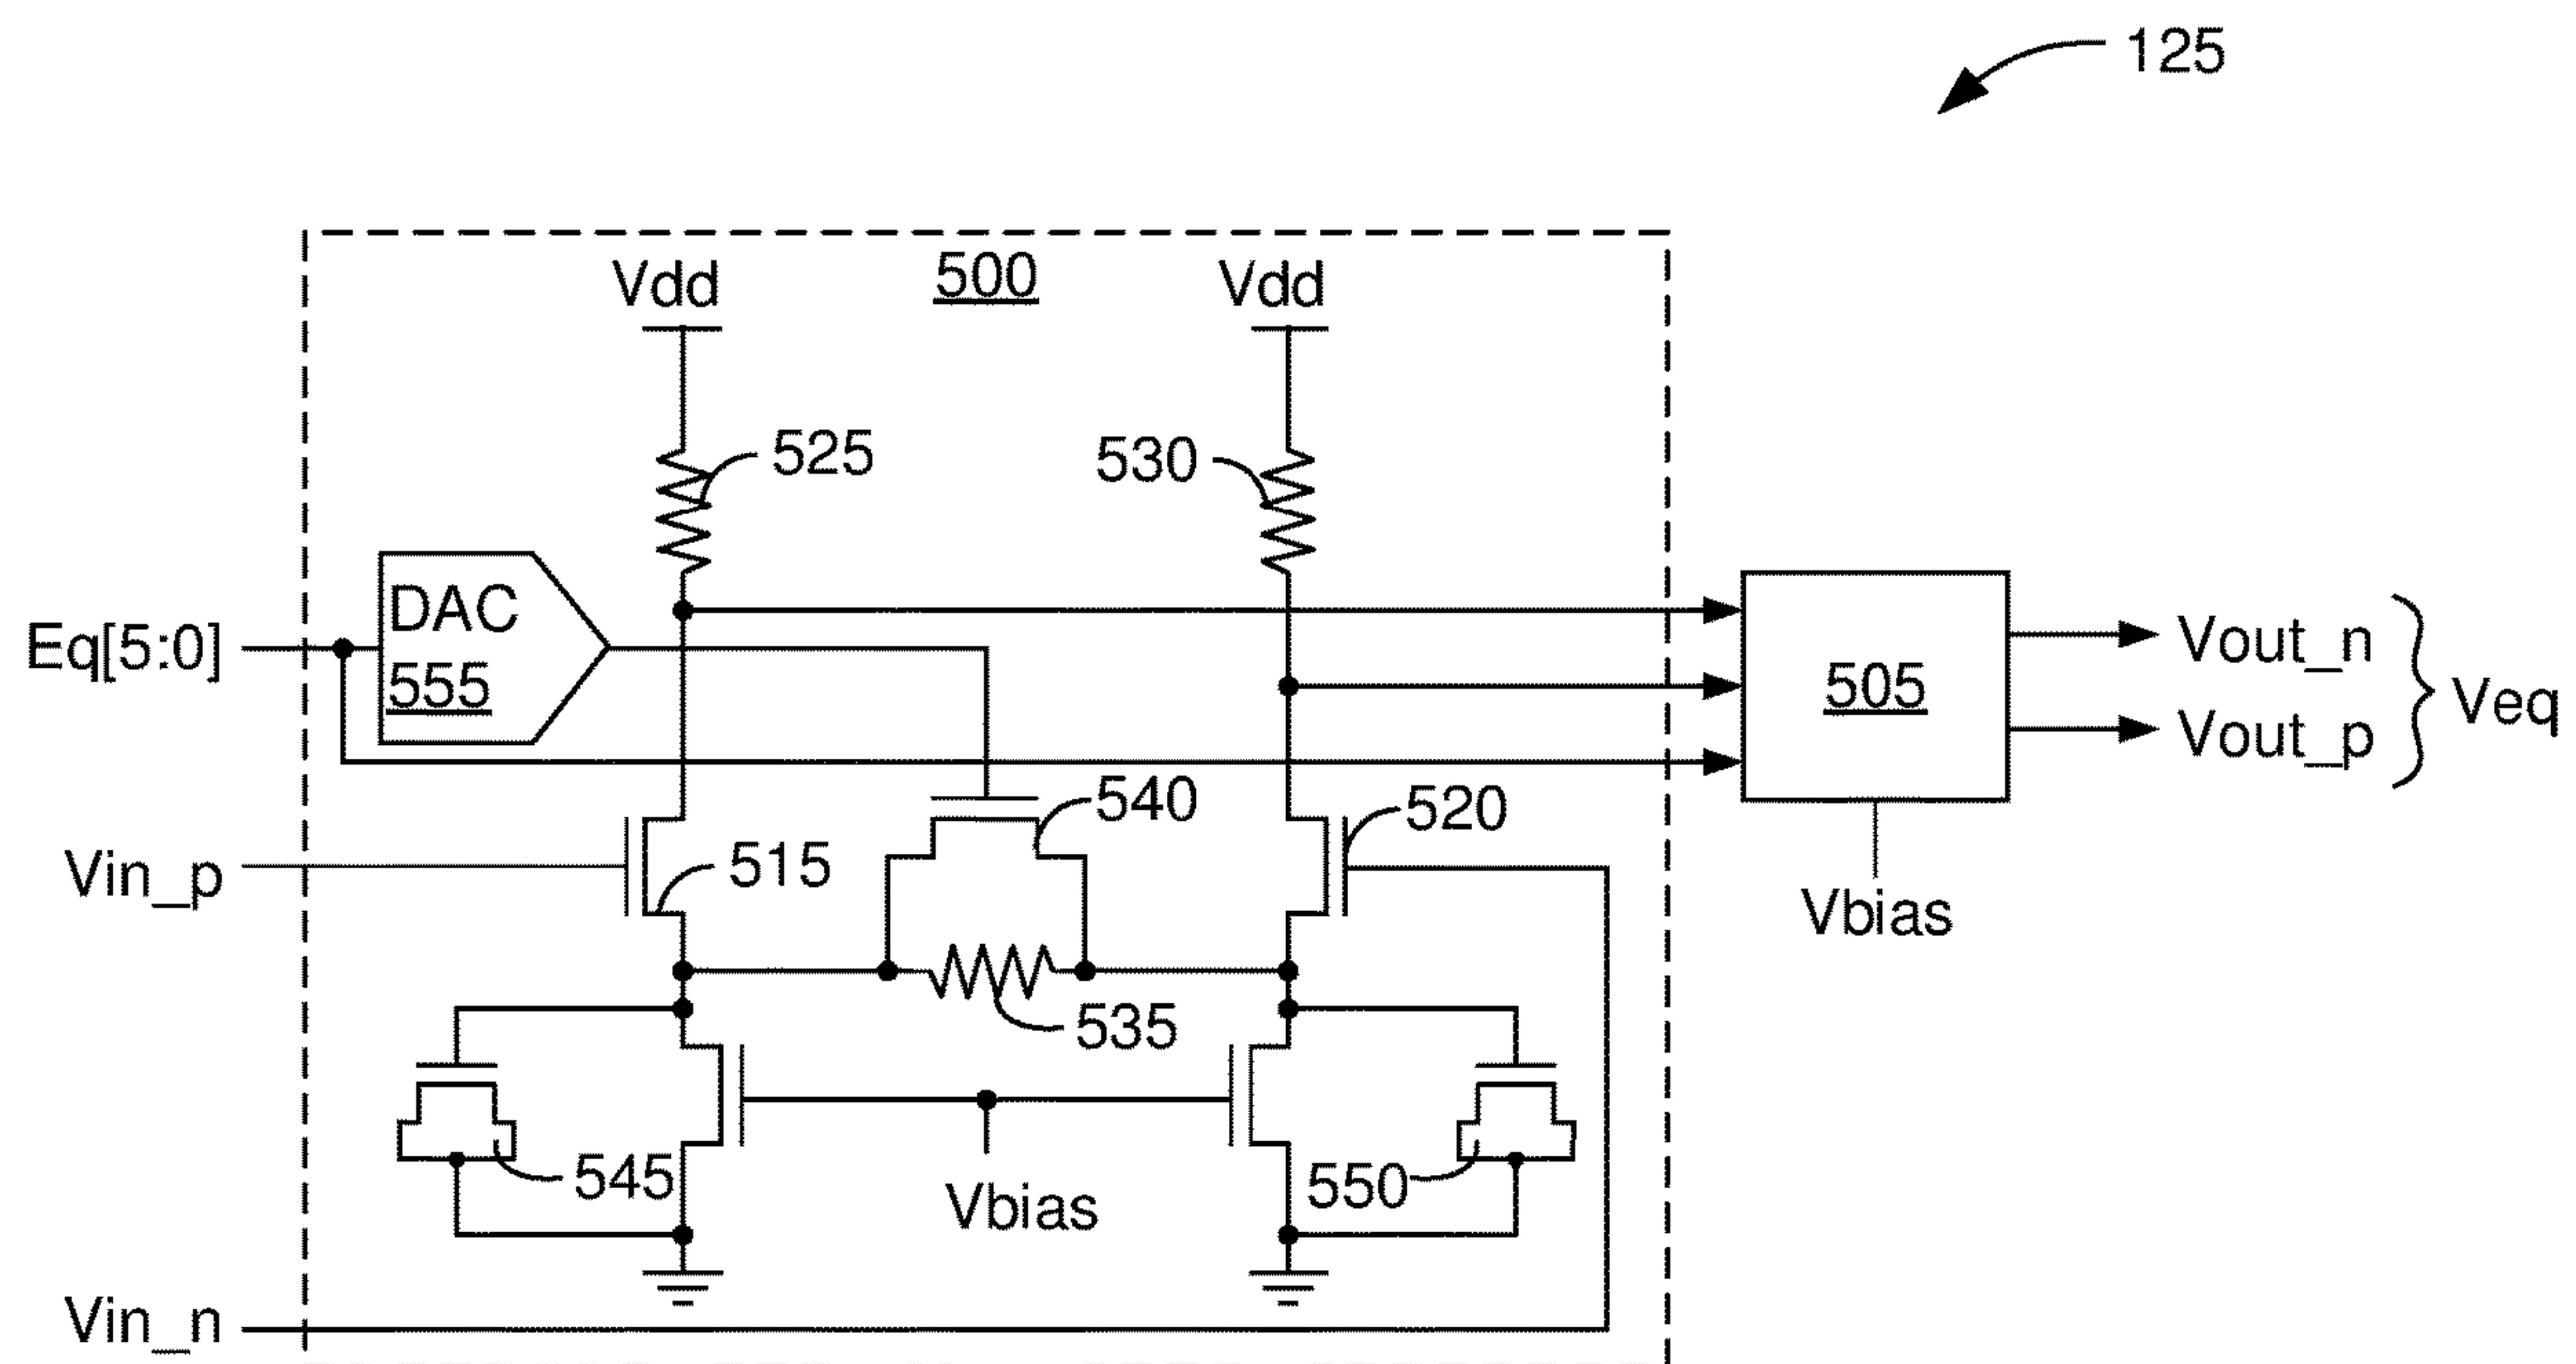 125
500
Vdd
Vdd
525
530
DAC
555
Eq[5:0]
505
Vout_n
Vout_p
Veq
540
520
Vin_p
515
Vbias
535
545
550
Vbias
Vin_n